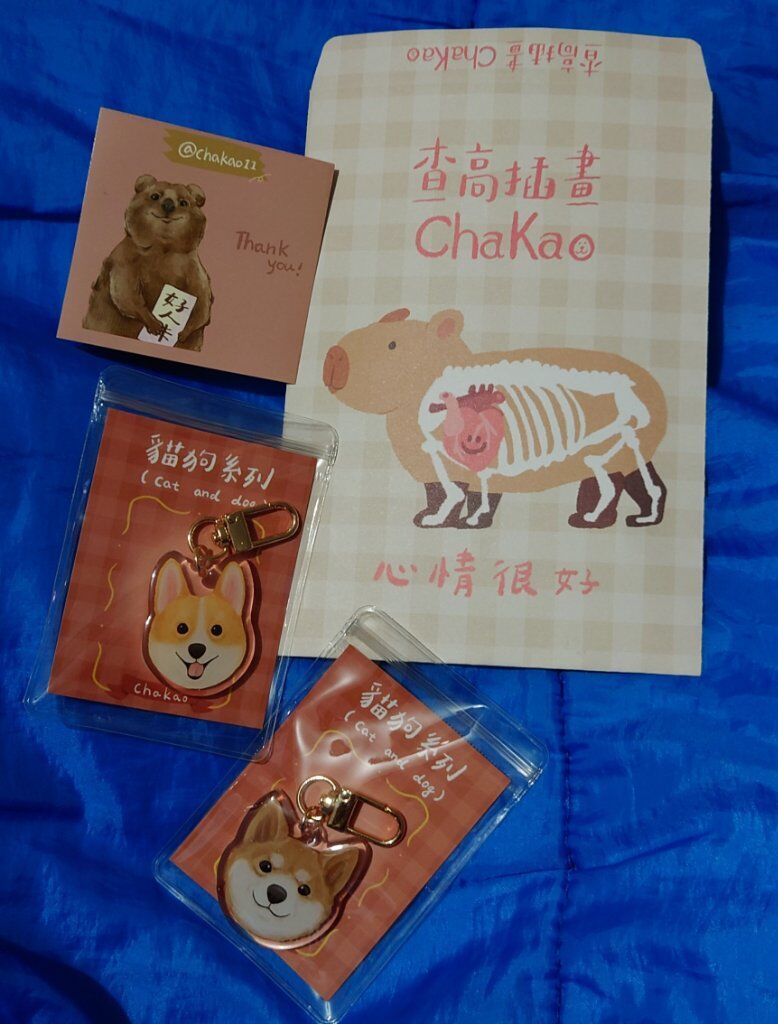 查高插畫 ChaKao
查高插畫
ChaKao
心情很好
@chakao11
Thank
you!
好
人
卡
貓狗系列
(cat and dog)
chakao
貓狗系列
(cat and dog)